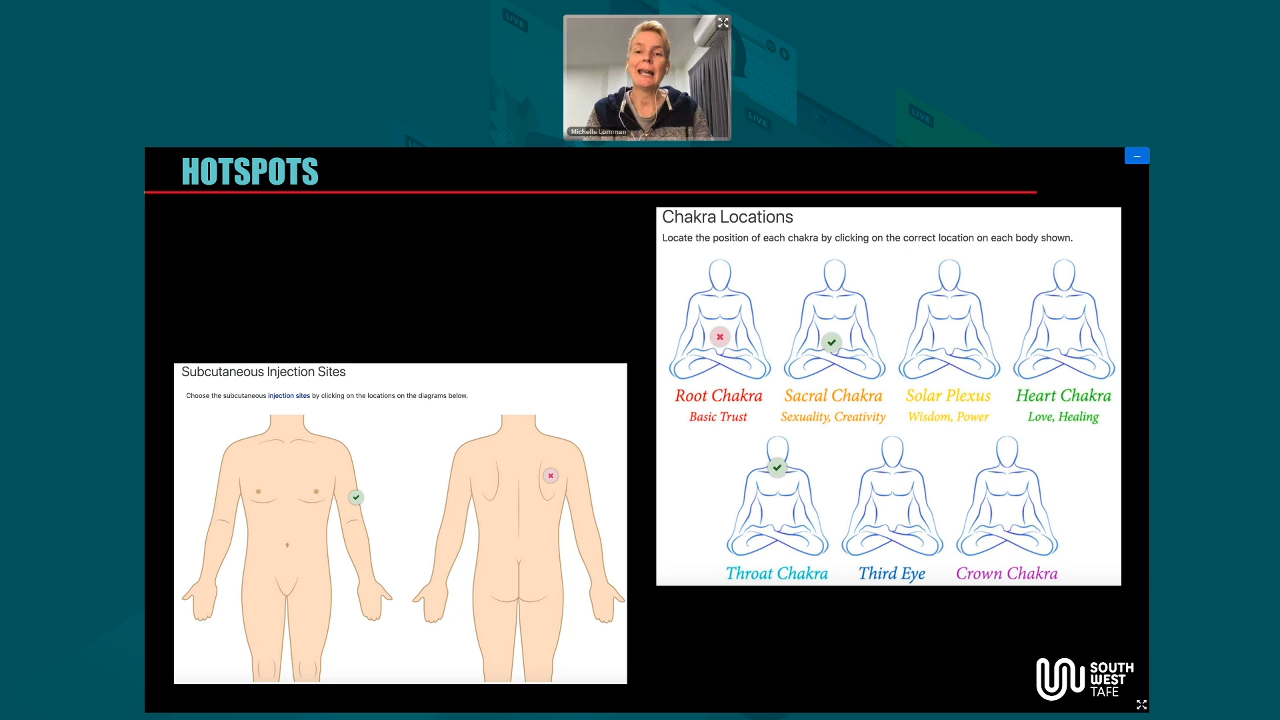 LIVE
LIVE
LIVE
Michelle Lomman
HOTSPOTS
Chakra Locations
Locate the position of each chakra by clicking on the correct location on each body shown.
Root Chakra
Basic Trust
Sacral Chakra
Sexuality, Creativity
Solar Plexus
Wisdom, Power
Heart Chakra
Love, Healing
Throat Chakra
Third Eye
Crown Chakra
Subcutaneous Injection Sites
Choose the subcutaneous injection sites by clicking on the locations on the diagrams below.
SOUTH
WEST
TAFE